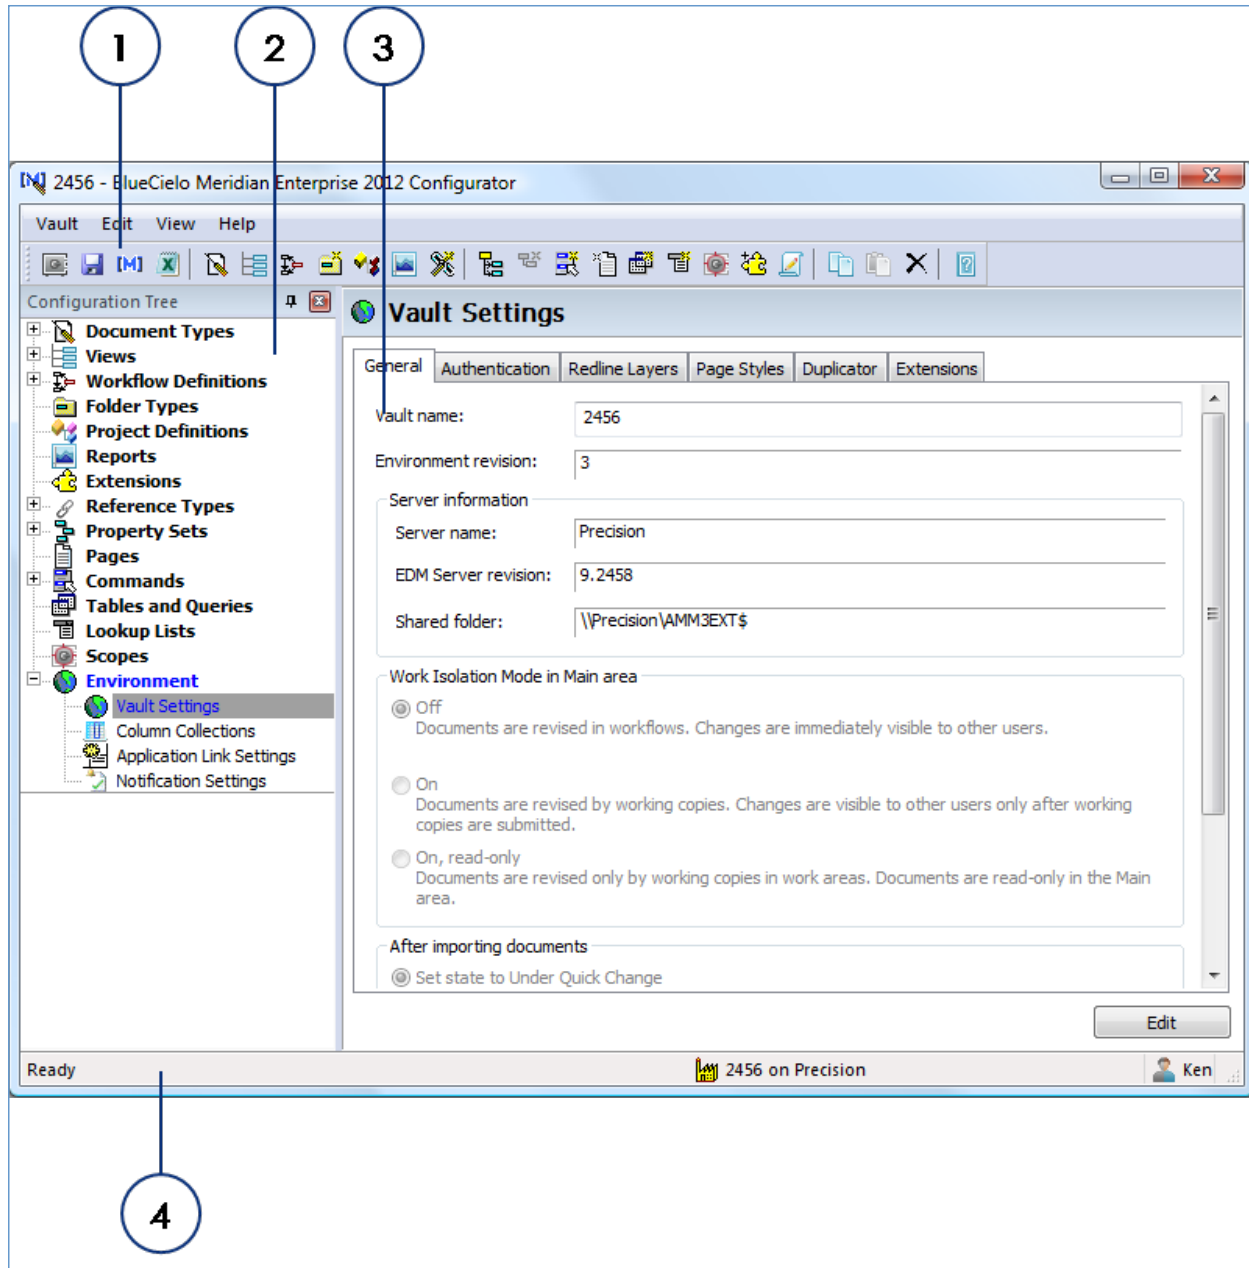 1 2 3
2456 - BlueCielo Meridian Enterprise 2012 Configurator
Vault Edit View Help
Configuration Tree
Document Types
Views
Workflow Definitions
Folder Types
Project Definitions
Reports
Extensions
Reference Types
Property Sets
Pages
Commands
Tables and Queries
Lookup Lists
Scopes
Environment
Vault Settings
Column Collections
Application Link Settings
Notification Settings
Vault Settings
General Authentication Redline Layers Page Styles Duplicator Extensions
Vault name: 2456
Environment revision: 3
Server information
Server name: Precision
EDM Server revision: 9.2458
Shared folder: \\Precision\AMM3EXT$
Work Isolation Mode in Main area
Off
Documents are revised in workflows. Changes are immediately visible to other users.
On
Documents are revised by working copies. Changes are visible to other users only after working
copies are submitted.
On, read-only
Documents are revised only by working copies in work areas. Documents are read-only in the Main
area.
After importing documents
Set state to Under Quick Change
Edit
Ready 2456 on Precision Ken
4